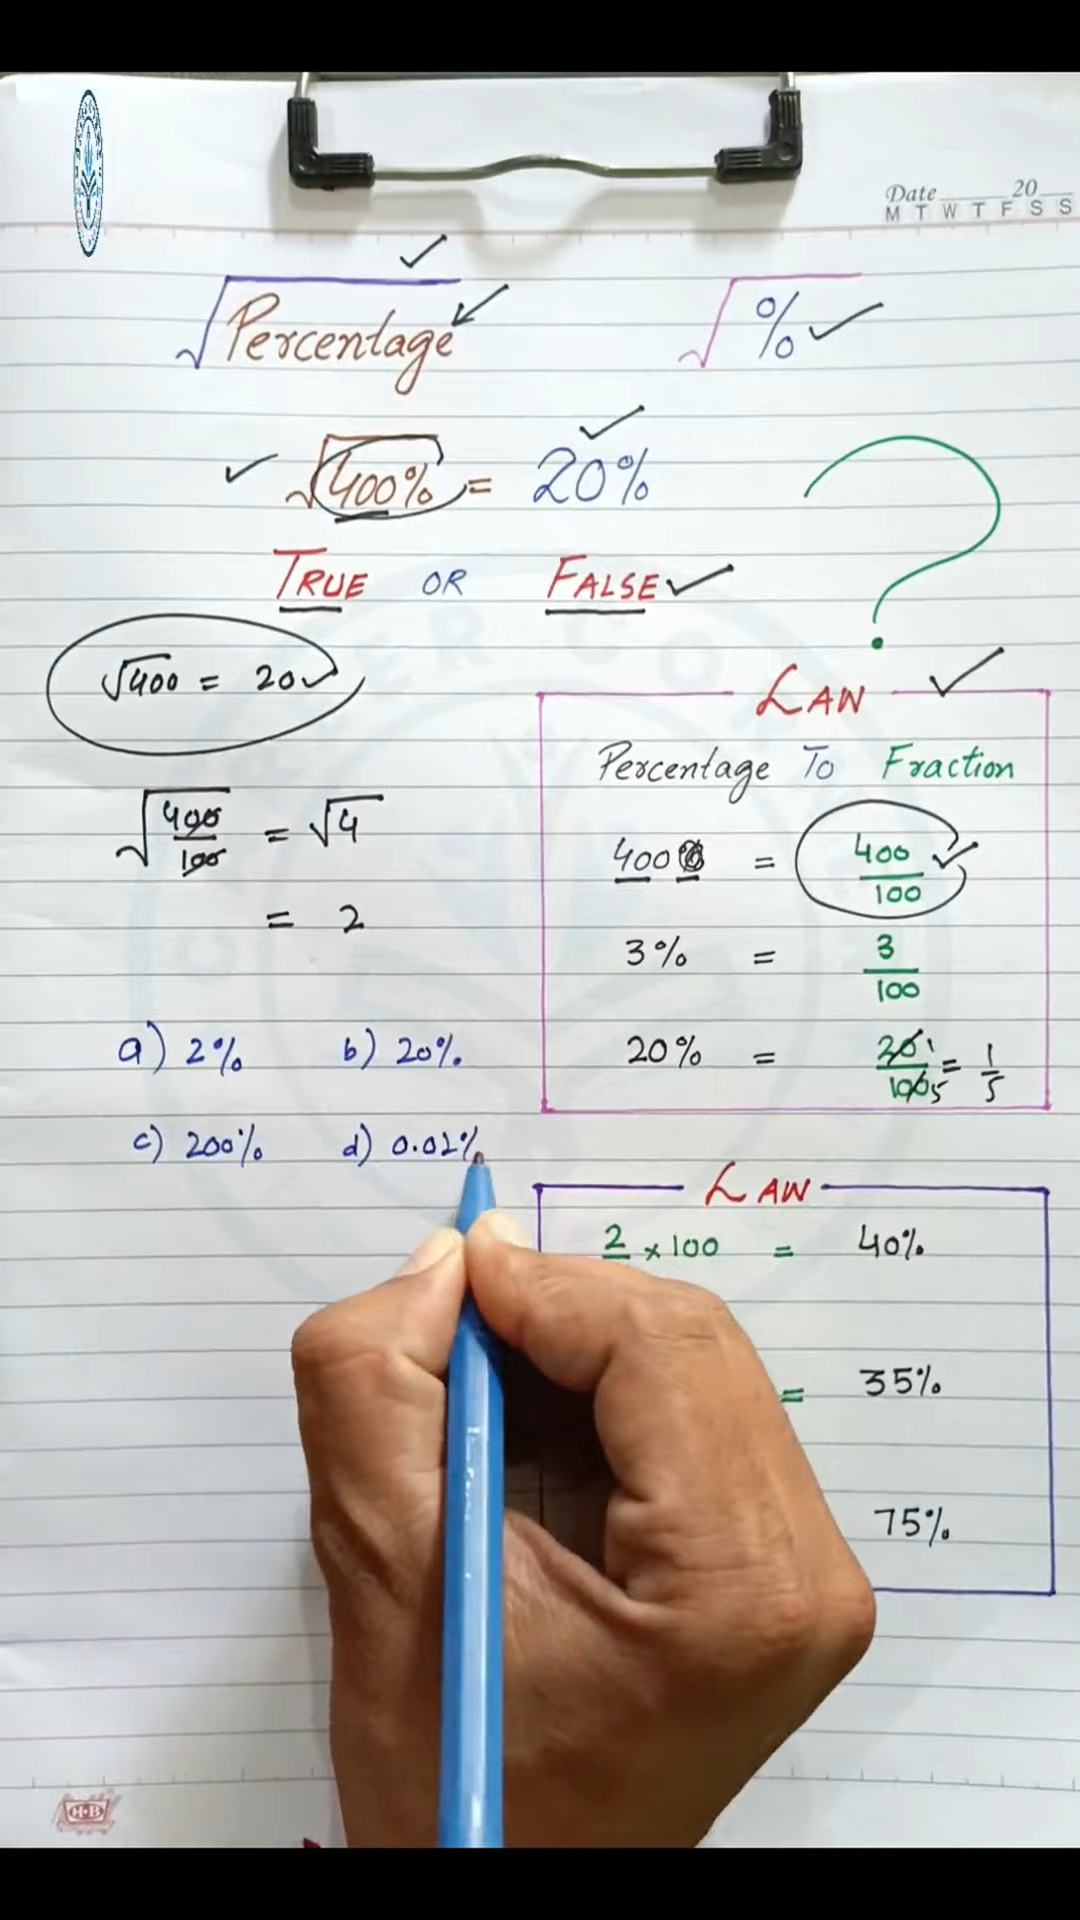 Date 20
M T W T F S S
√Percentage
√%
√400% = 20%
TRUE OR FALSE
?
√400 = 20
√400/100 = √4
= 2
a) 2% b) 20%
c) 200% d) 0.02%
LAW
Percentage To Fraction
400% = 400/100
3% = 3/100
20% = 20 1/100 5 = 1/5
LAW
2 × 100 = 40%
= 35%
75%
H·B